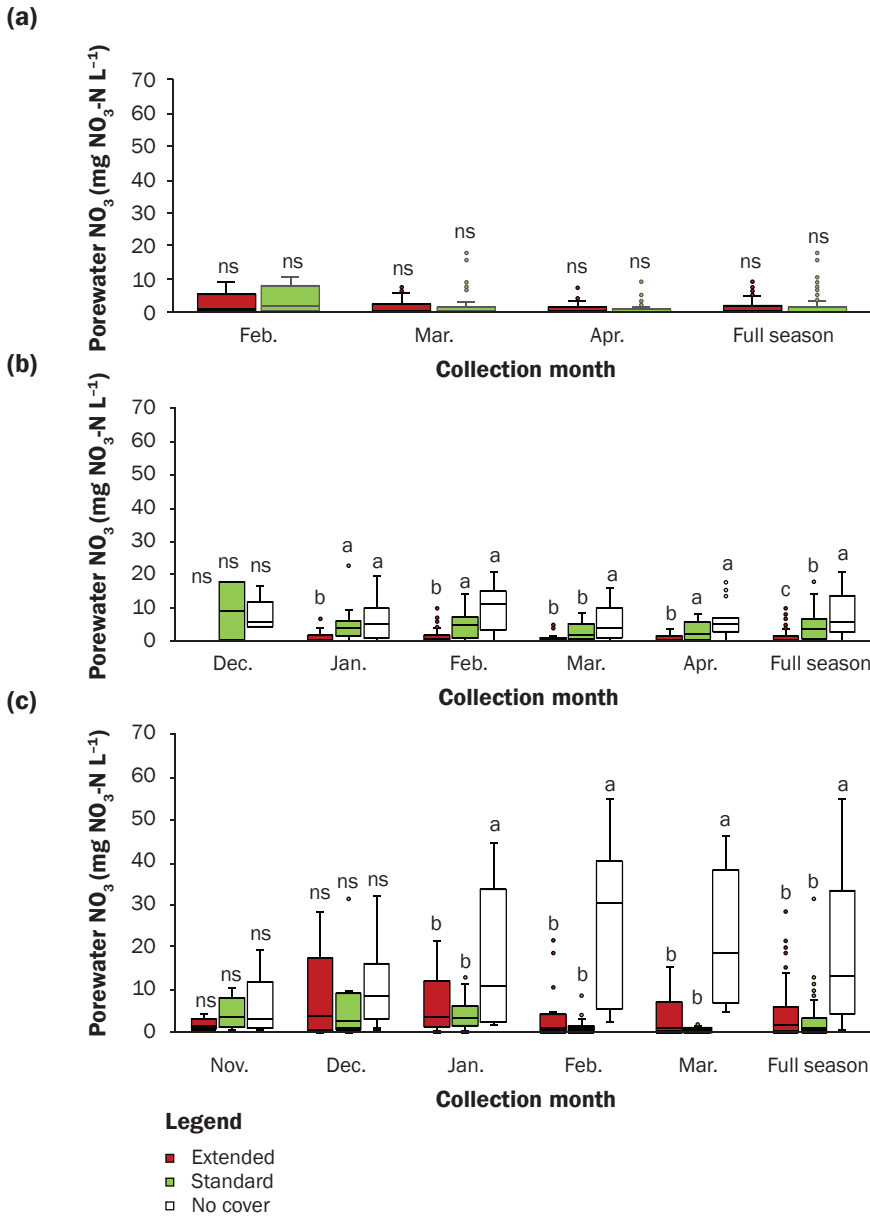 (a)
Porewater NO₃ (mg NO₃-N L⁻¹)
70
60
50
40
30
20
10
0
ns ns ns ns ns ns ns ns
Feb. Mar. Apr. Full season
Collection month
(b)
Porewater NO₃ (mg NO₃-N L⁻¹)
70
60
50
40
30
20
10
0
ns ns ns b a a b a a b b a b a a c b a
Dec. Jan. Feb. Mar. Apr. Full season
Collection month
(c)
Porewater NO₃ (mg NO₃-N L⁻¹)
70
60
50
40
30
20
10
0
ns ns ns ns ns ns b b a b b a b b a b b a
Nov. Dec. Jan. Feb. Mar. Full season
Collection month
Legend
Extended
Standard
No cover